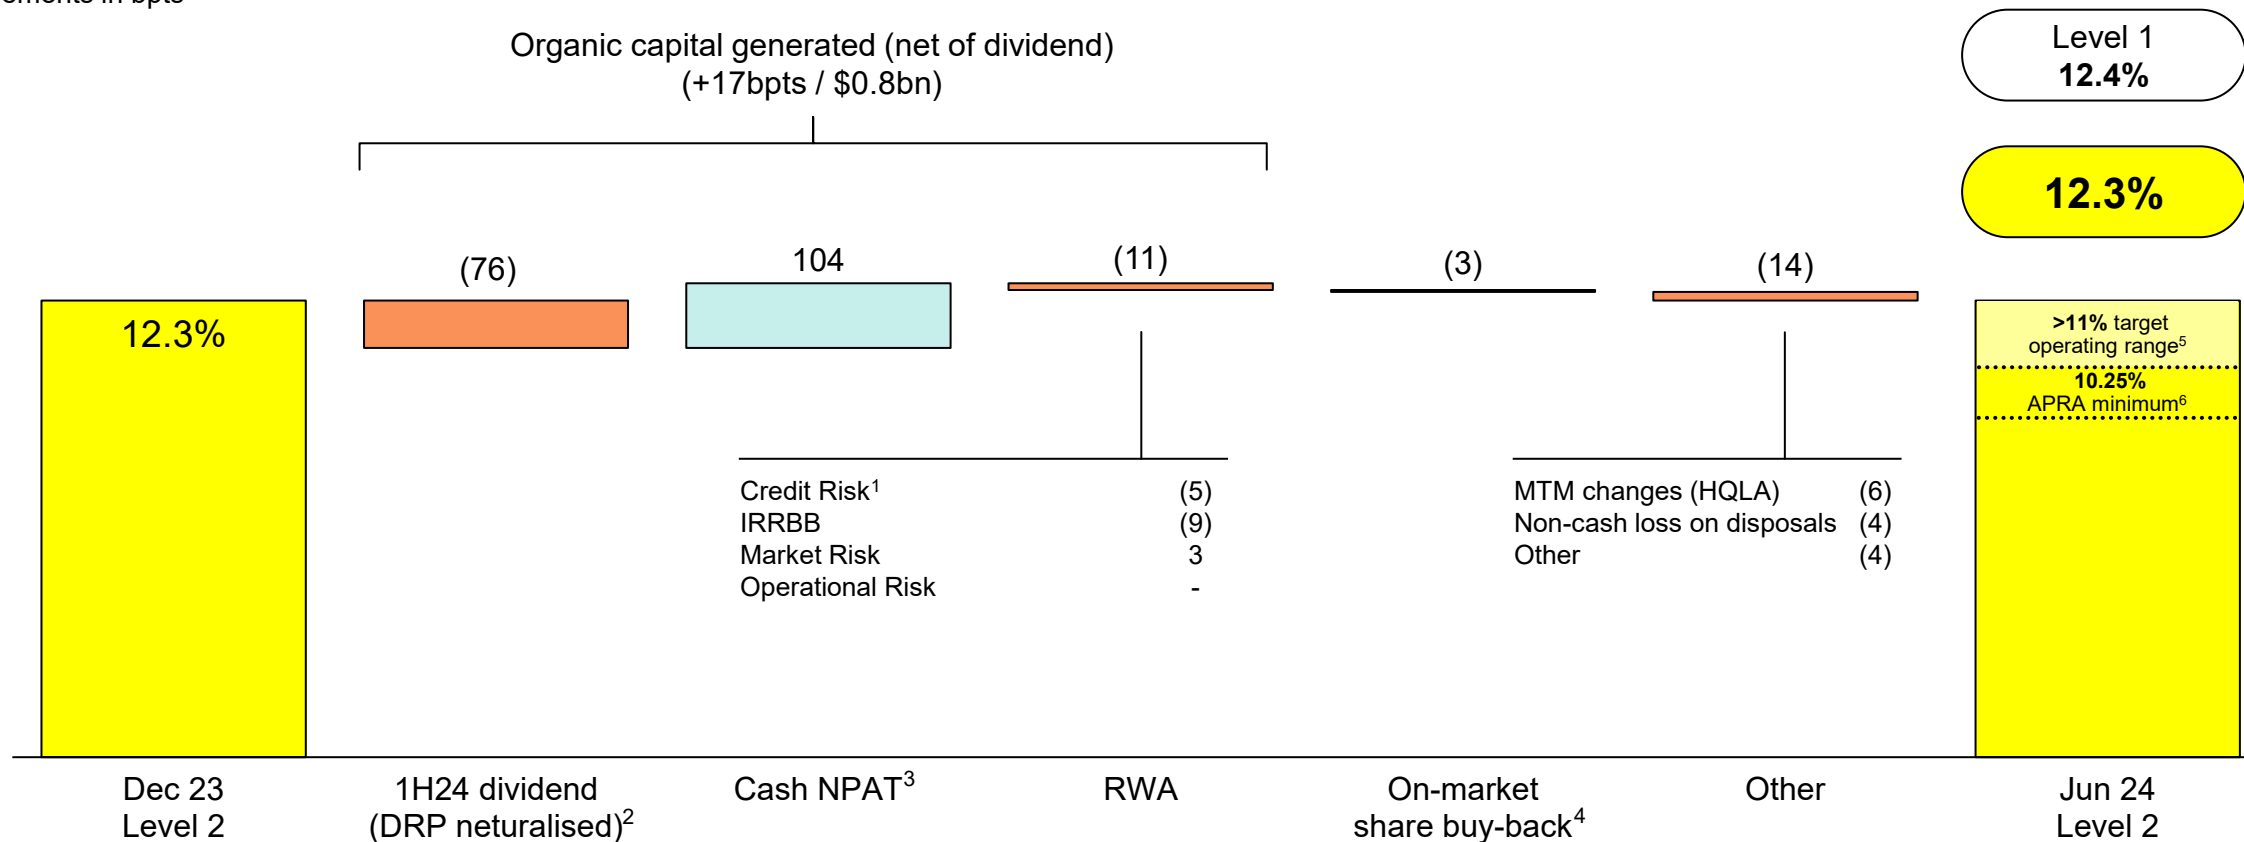 Organic capital generated (net of dividend)
(+17bpts / $0.8bn)
Level 1
12.4%
12.3%
12.3%
(76)
104
(11)
(3)
(14)
>11% target
operating range5
10.25%
APRA minimum6
Credit Risk1 (5)
IRRBB (9)
Market Risk 3
Operational Risk -
MTM changes (HQLA) (6)
Non-cash loss on disposals (4)
Other (4)
Dec 23
Level 2
1H24 dividend
(DRP neturalised)2
Cash NPAT3
RWA
On-market
share buy-back4
Other
Jun 24
Level 2